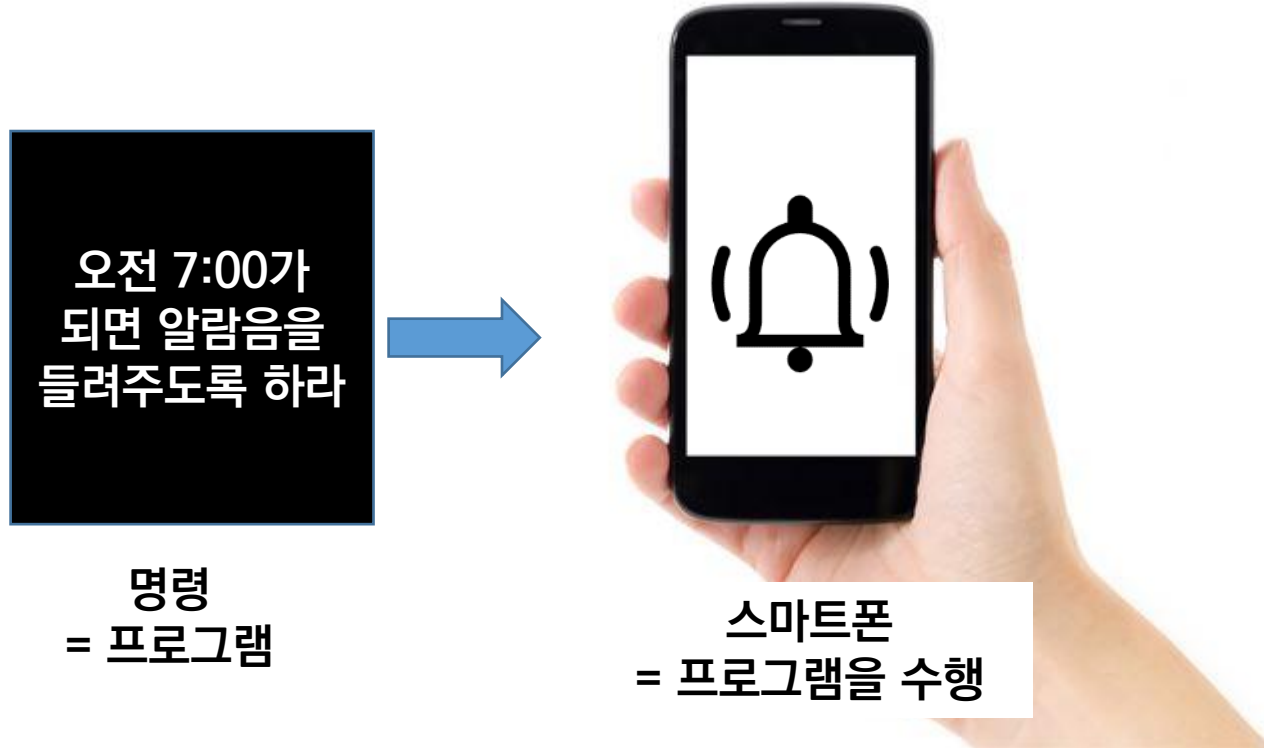 오전 7:00가
되면 알람음을
들려주도록 하라
명령
= 프로그램
스마트폰
= 프로그램을 수행